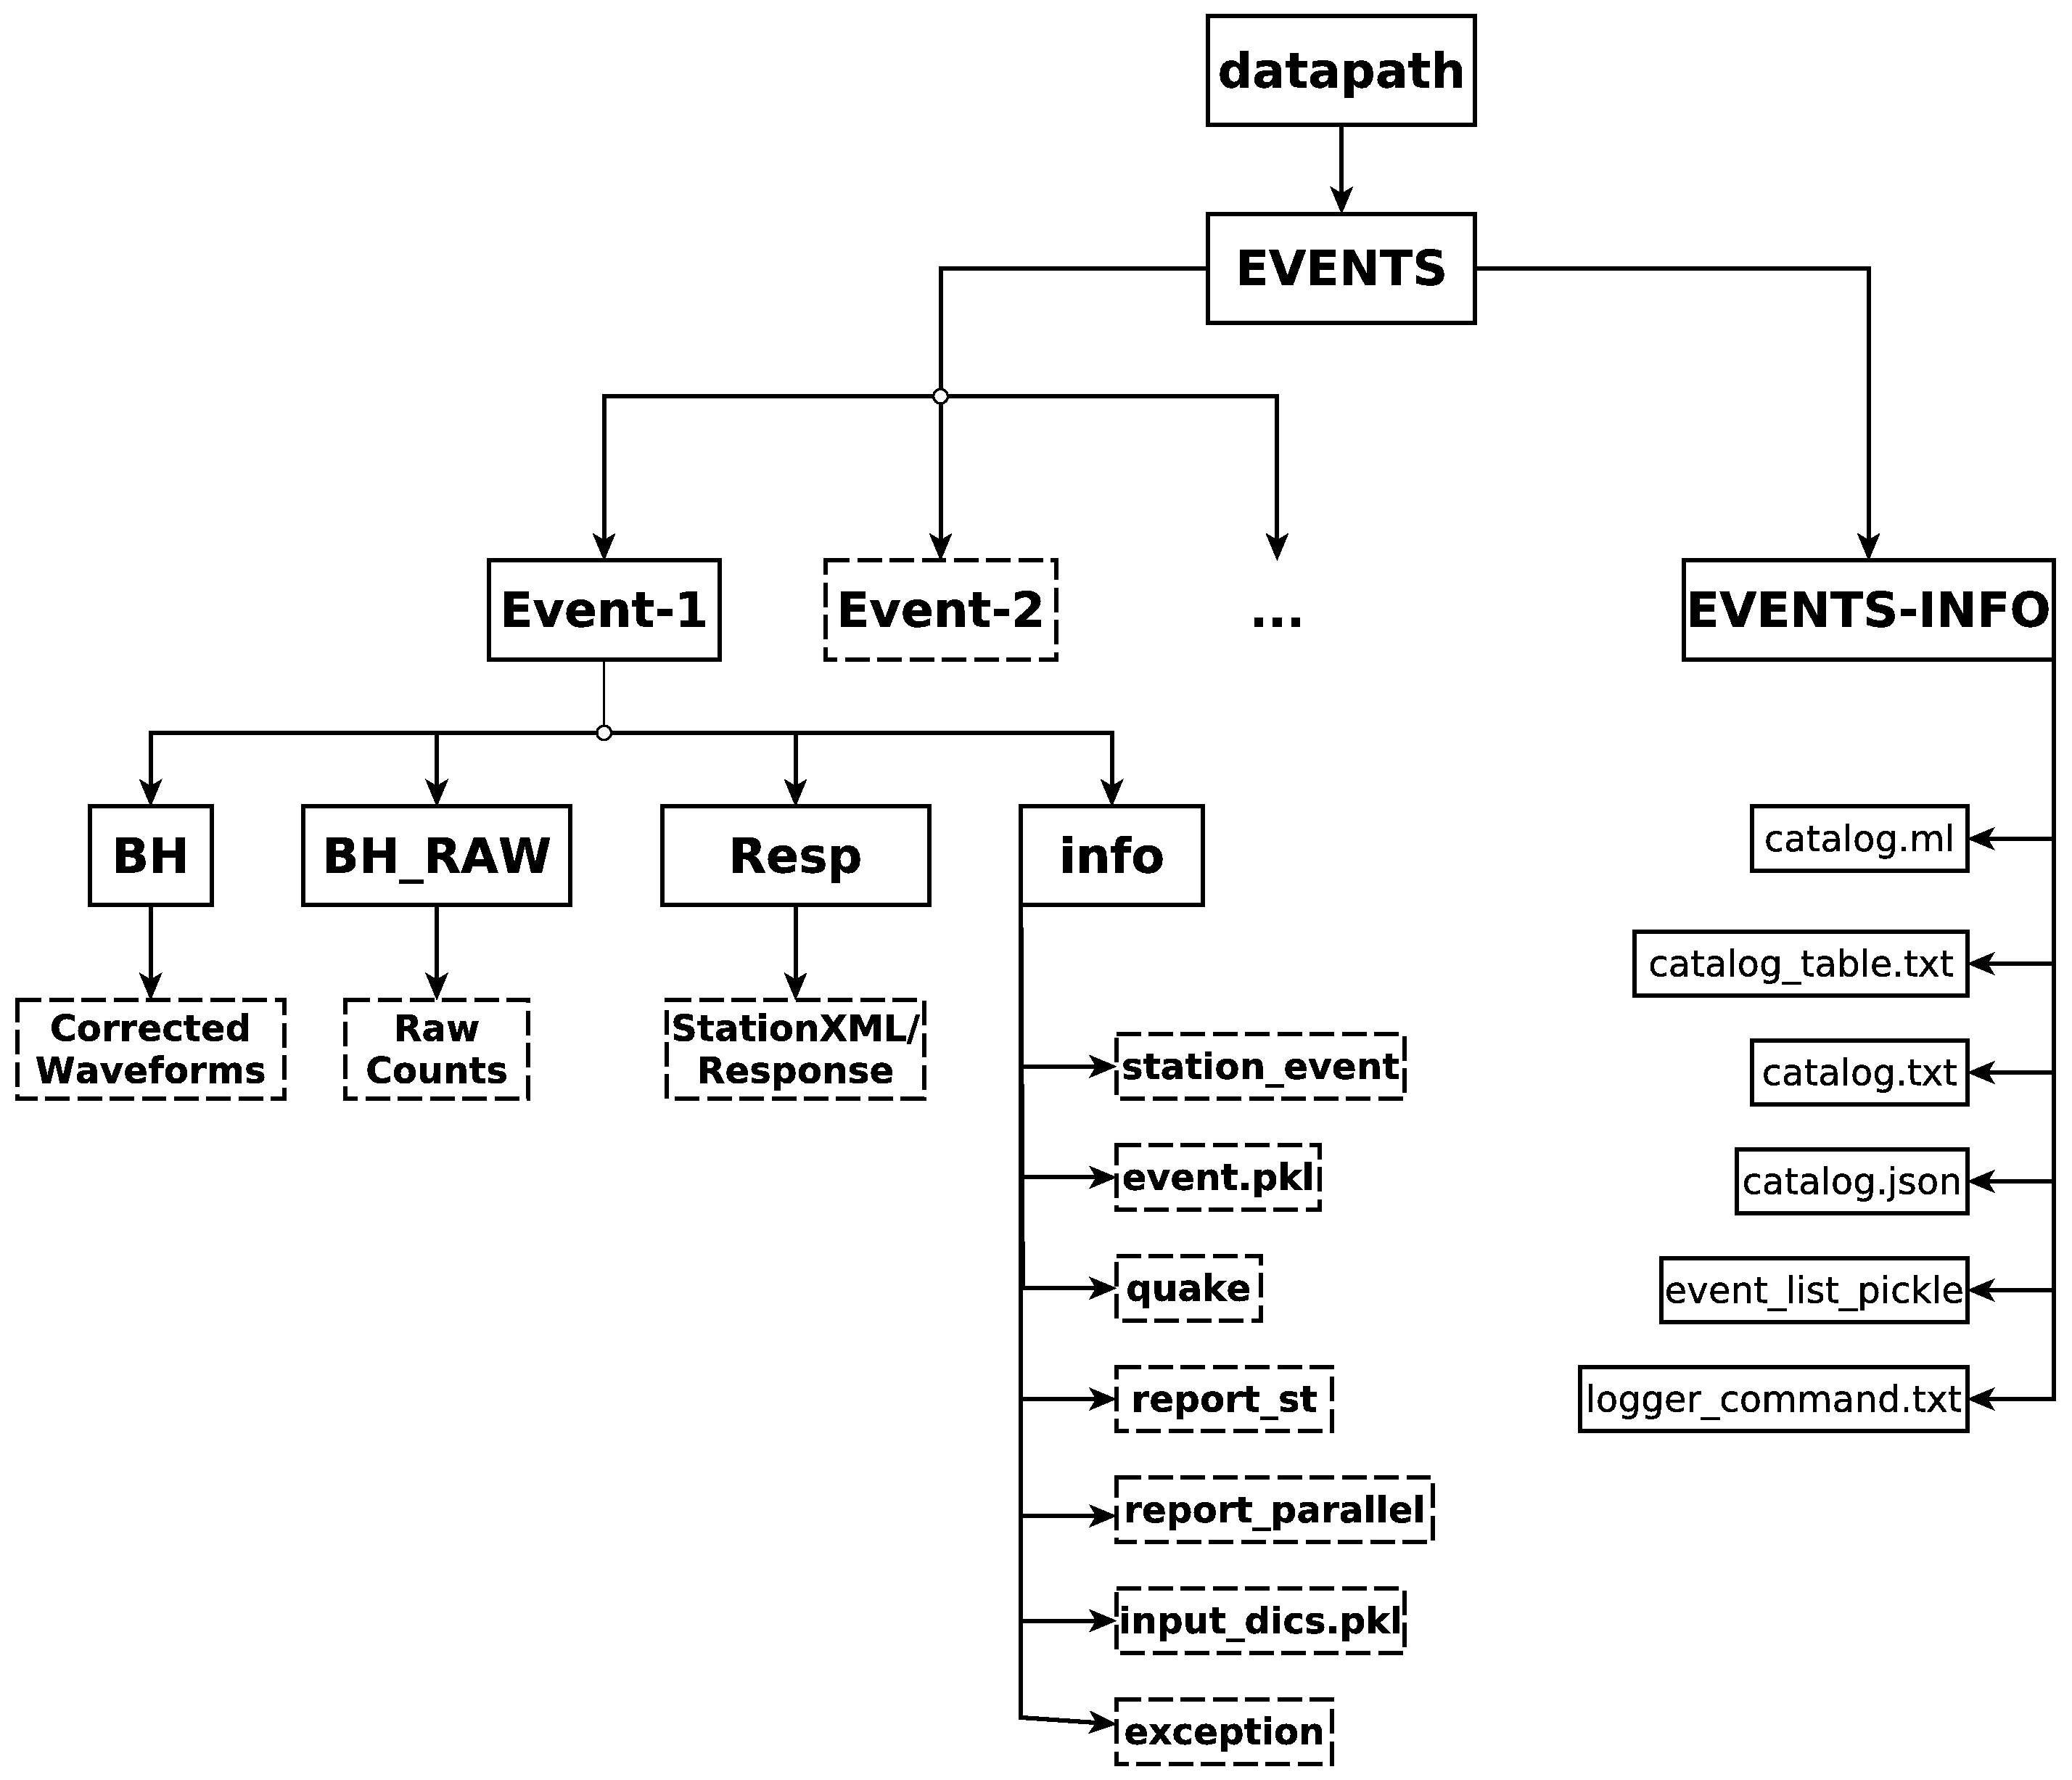 datapath
EVENTS
Event-1
Event-2
...
EVENTS-INFO
BH
BH_RAW
Resp
info
Corrected
Waveforms
Raw
Counts
StationXML/
Response
station_event
event.pkl
quake
report_st
report_parallel
input_dics.pkl
exception
catalog.ml
catalog_table.txt
catalog.txt
catalog.json
event_list_pickle
logger_command.txt